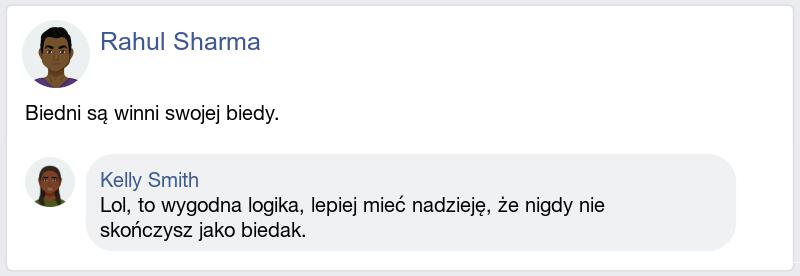 Rahul Sharma
Biedni są winni swojej biedy.
Kelly Smith
Lol, to wygodna logika, lepiej mieć nadzieję, że nigdy nie
skończysz jako biedak.